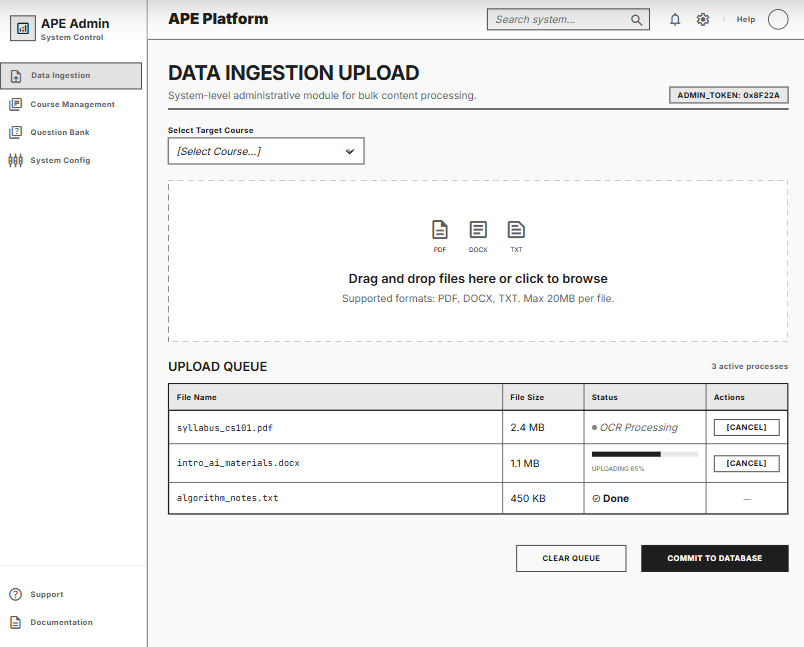 APE Admin
System Control
Data Ingestion
Course Management
Question Bank
System Config
Support
Documentation
APE Platform
Search system...
Help
DATA INGESTION UPLOAD
System-level administrative module for bulk content processing.
ADMIN_TOKEN: 0x8F22A
Select Target Course
[Select Course...]
PDF DOCX TXT
Drag and drop files here or click to browse
Supported formats: PDF, DOCX, TXT. Max 20MB per file.
UPLOAD QUEUE
3 active processes
File Name File Size Status Actions
syllabus_cs101.pdf 2.4 MB OCR Processing [CANCEL]
intro_ai_materials.docx 1.1 MB UPLOADING 65% [CANCEL]
algorithm_notes.txt 450 KB Done —
CLEAR QUEUE
COMMIT TO DATABASE